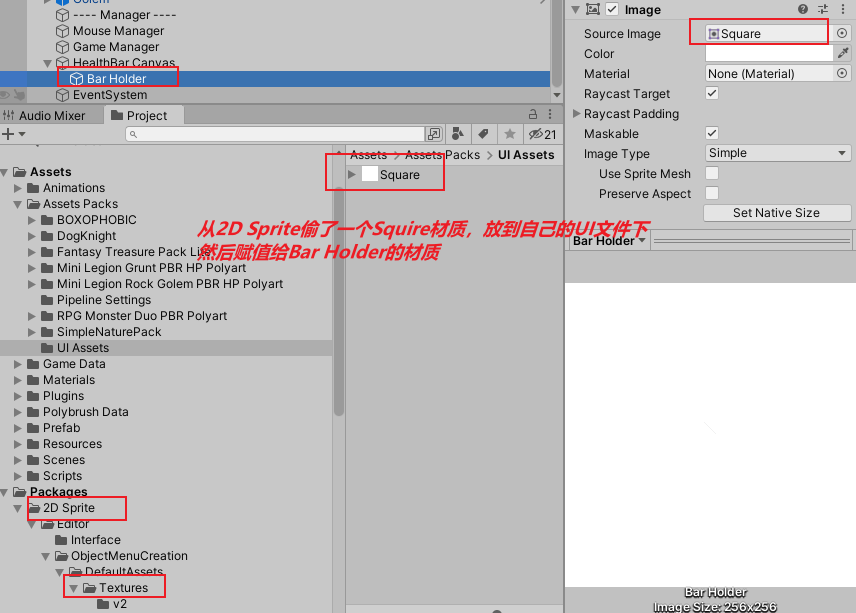 Golem
---- Manager ----
Mouse Manager
Game Manager
HealthBar Canvas
Bar Holder
EventSystem
Audio Mixer
Project
21
Assets
Animations
Assets Packs
BOXOPHOBIC
DogKnight
Fantasy Treasure Pack Lite
Mini Legion Grunt PBR HP Polyart
Mini Legion Rock Golem PBR HP Polyart
Pipeline Settings
RPG Monster Duo PBR Polyart
SimpleNaturePack
UI Assets
Game Data
Materials
Plugins
Polybrush Data
Prefab
Resources
Scenes
Scripts
Packages
2D Sprite
Editor
Interface
ObjectMenuCreation
DefaultAssets
Textures
v2
Assets > Assets Packs > UI Assets
Square
从2D Sprite偷了一个Squire材质，放到自己的UI文件下
然后赋值给Bar Holder的材质
Image
Source Image Square
Color
Material None (Material)
Raycast Target
Raycast Padding
Maskable
Image Type Simple
Use Sprite Mesh
Preserve Aspect
Set Native Size
Bar Holder
Bar Holder
Image Size: 256x256